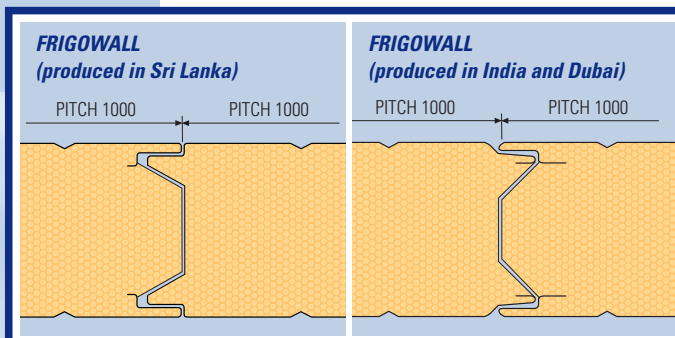 FRIGOWALL
(produced in Sri Lanka)
PITCH 1000 PITCH 1000
FRIGOWALL
(produced in India and Dubai)
PITCH 1000 PITCH 1000